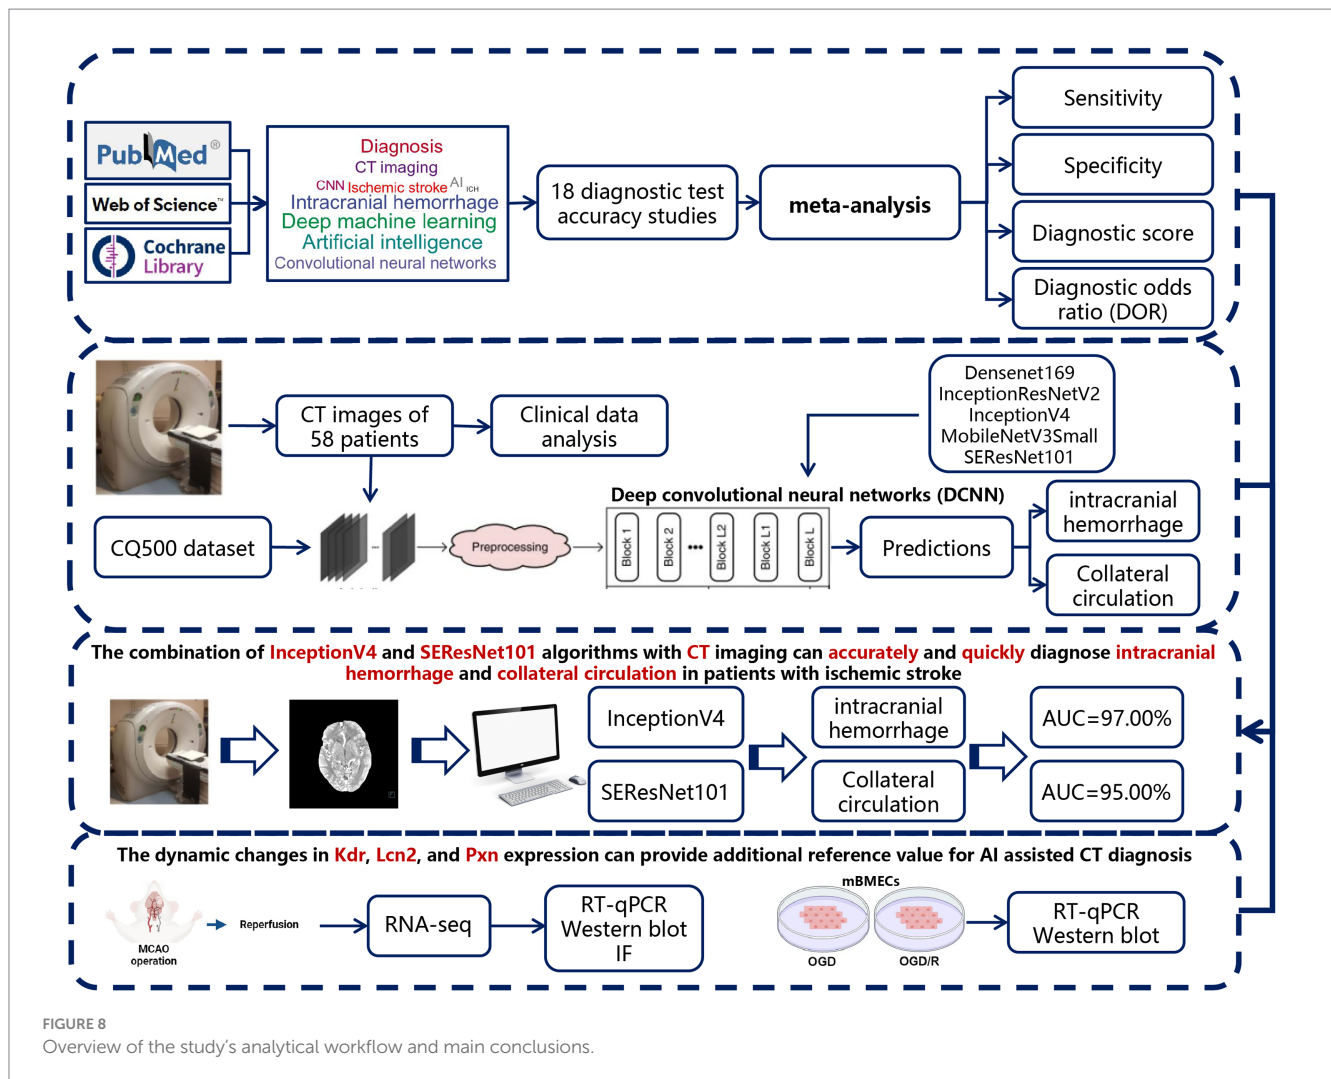 PubMed®
Web of Science™
Cochrane
Library
Diagnosis
CT imaging
CNN Ischemic stroke AI ICH
Intracranial hemorrhage
Deep machine learning
Artificial intelligence
Convolutional neural networks
18 diagnostic test
accuracy studies
meta-analysis
Sensitivity
Specificity
Diagnostic score
Diagnostic odds
ratio (DOR)
CT images of
58 patients
Clinical data
analysis
Densenet169
InceptionResNetV2
InceptionV4
MobileNetV3Small
SEResNet101
CQ500 dataset
...
Preprocessing
Deep convolutional neural networks (DCNN)
Block 1
Block 2
•••
Block L2
Block L1
Block L
Predictions
intracranial
hemorrhage
Collateral
circulation
The combination of InceptionV4 and SEResNet101 algorithms with CT imaging can accurately and quickly diagnose intracranial
hemorrhage and collateral circulation in patients with ischemic stroke
InceptionV4
SEResNet101
intracranial
hemorrhage
Collateral
circulation
AUC=97.00%
AUC=95.00%
The dynamic changes in Kdr, Lcn2, and Pxn expression can provide additional reference value for AI assisted CT diagnosis
MCAO
operation
Reperfusion
RNA-seq
RT-qPCR
Western blot
IF
mBMECs
OGD
OGD/R
RT-qPCR
Western blot
FIGURE 8
Overview of the study's analytical workflow and main conclusions.